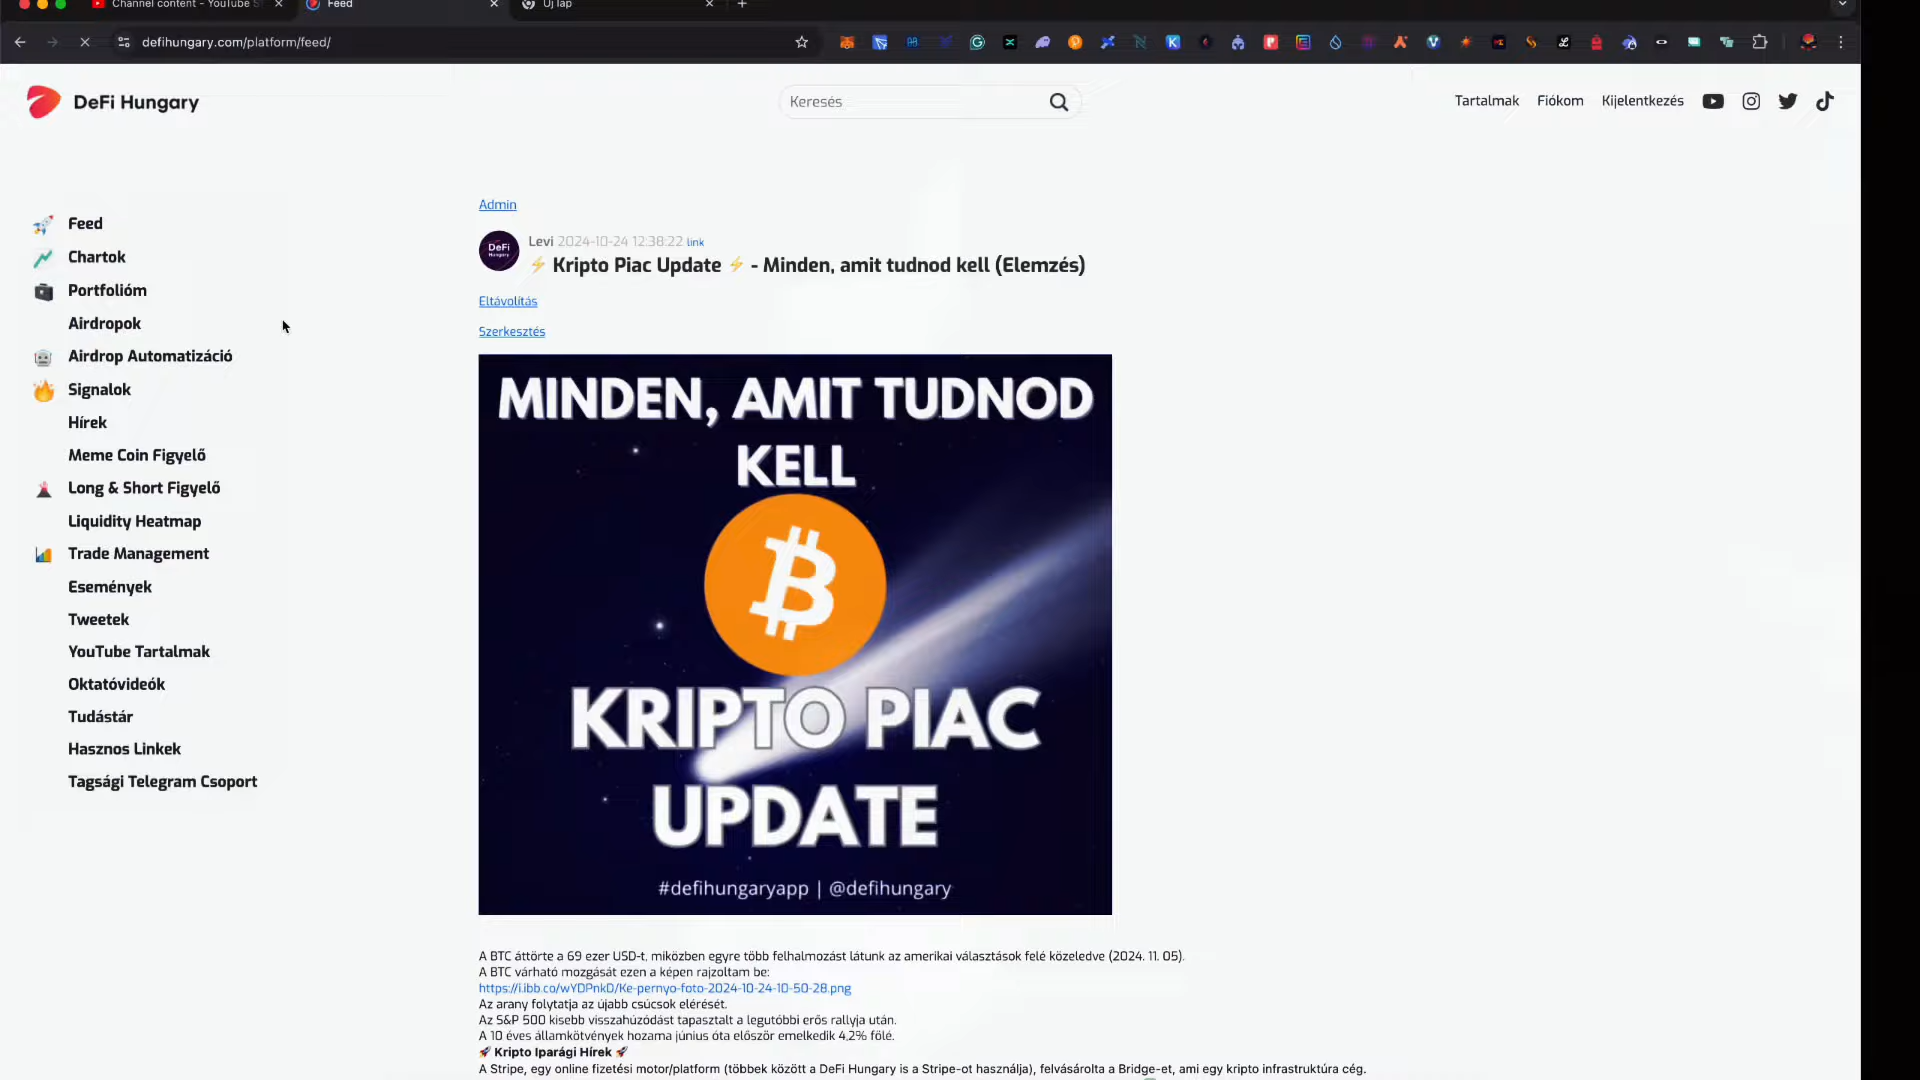 Channel content - YouTube S
Feed
Új lap
defihungary.com/platform/feed/
DeFi Hungary
Keresés
Tartalmak
Fiókom
Kijelentkezés
Feed
Chartok
Portfolióm
Airdropok
Airdrop Automatizáció
Signalok
Hírek
Meme Coin Figyelő
Long & Short Figyelő
Liquidity Heatmap
Trade Management
Események
Tweetek
YouTube Tartalmak
Oktatóvideók
Tudástár
Hasznos Linkek
Tagsági Telegram Csoport
Admin
DeFi
Hungary
Levi 2024-10-24 12:38:22 link
⚡ Kripto Piac Update ⚡ - Minden, amit tudnod kell (Elemzés)
Eltávolítás
Szerkesztés
MINDEN, AMIT TUDNOD
KELL
KRIPTO PIAC
UPDATE
#defihungaryapp | @defihungary
A BTC áttörte a 69 ezer USD-t, miközben egyre több felhalmozást látunk az amerikai választások felé közeledve (2024. 11. 05).
A BTC várható mozgását ezen a képen rajzoltam be:
https://i.ibb.co/wYDPnkD/Ke-pernyo-foto-2024-10-24-10-50-28.png
Az arany folytatja az újabb csúcsok elérését.
Az S&P 500 kisebb visszahúzódást tapasztalt a legutóbbi erős rallyja után.
A 10 éves államkötvények hozama június óta először emelkedik 4,2% fölé.
🚀 Kripto Iparági Hírek 🚀
A Stripe, egy online fizetési motor/platform (többek között a DeFi Hungary is a Stripe-ot használja), felvásárolta a Bridge-et, ami egy kripto infrastruktúra cég.